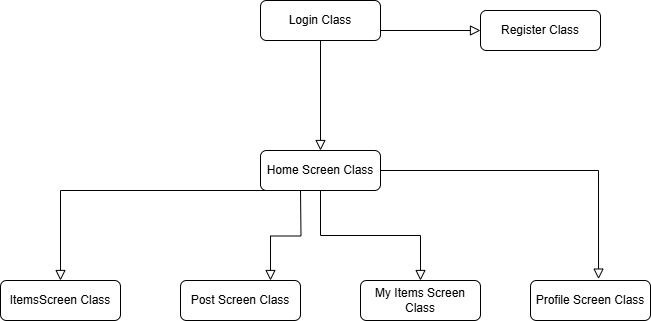 Login Class
Register Class
Home Screen Class
ItemsScreen Class
Post Screen Class
My Items Screen
Class
Profile Screen Class